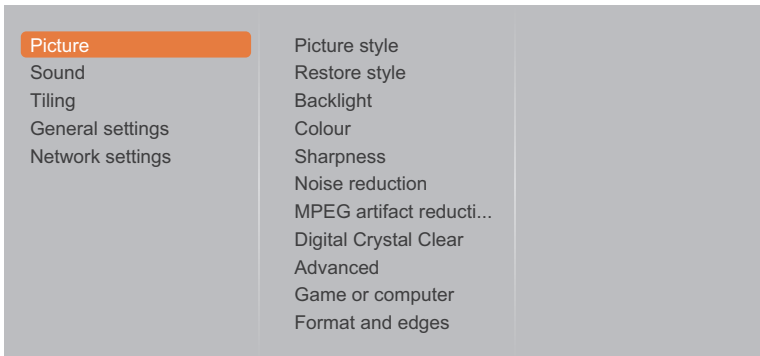 Picture
Sound
Tiling
General settings
Network settings
Picture style
Restore style
Backlight
Colour
Sharpness
Noise reduction
MPEG artifact reducti...
Digital Crystal Clear
Advanced
Game or computer
Format and edges